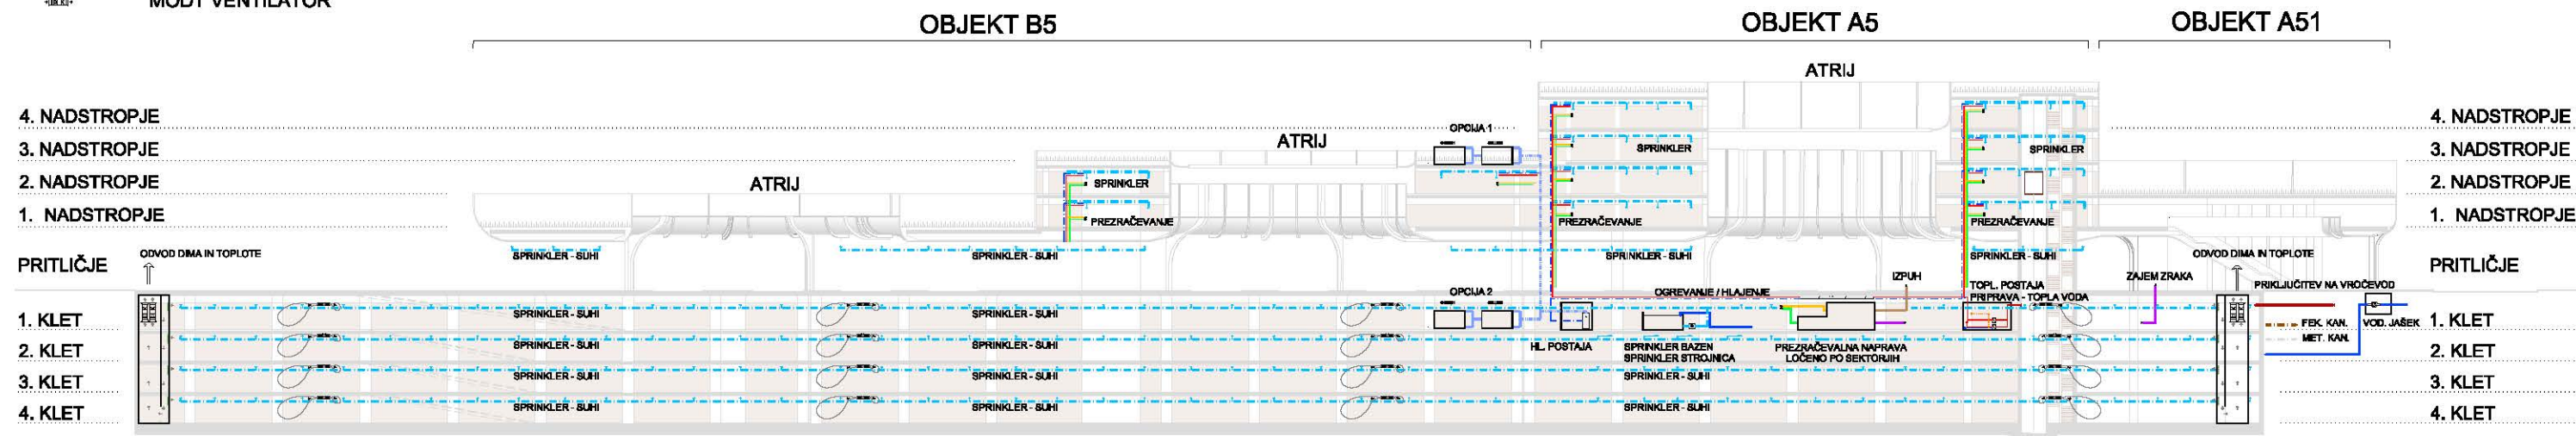 MODT VENTILATOR
OBJEKT B5
OBJEKT A5
OBJEKT A51
ATRIJ
4. NADSTROPJE
OPCIJA 1
4. NADSTROPJE
3. NADSTROPJE
ATRIJ
SPRINKLER
SPRINKLER
3. NADSTROPJE
2. NADSTROPJE
ATRIJ
SPRINKLER
2. NADSTROPJE
1. NADSTROPJE
PREZRAČEVANJE
PREZRAČEVANJE
PREZRAČEVANJE
1. NADSTROPJE
PRITLIČJE
ODVOD DIMA IN TOPLOTE
SPRINKLER - SUHI
SPRINKLER - SUHI
SPRINKLER - SUHI
SPRINKLER - SUHI
ODVOD DIMA IN TOPLOTE
PRITLIČJE
IZPUH
ZAJEM ZRAKA
OPCIJA 2
OGREVANJE / HLAJENJE
TOPL. POSTAJA
PRIPRAVA - TOPLA VODA
PRIKLJUČITEV NA VROČEVOD
1. KLET
SPRINKLER - SUHI
SPRINKLER - SUHI
FEK. KAN.
VOD. JAŠEK
1. KLET
MET. KAN.
2. KLET
SPRINKLER - SUHI
SPRINKLER - SUHI
HL. POSTAJA
SPRINKLER BAZEN
SPRINKLER STROJNICA
PREZRAČEVALNA NAPRAVA
LOČENO PO SEKTORJIH
2. KLET
3. KLET
SPRINKLER - SUHI
SPRINKLER - SUHI
SPRINKLER - SUHI
3. KLET
4. KLET
SPRINKLER - SUHI
SPRINKLER - SUHI
SPRINKLER - SUHI
4. KLET